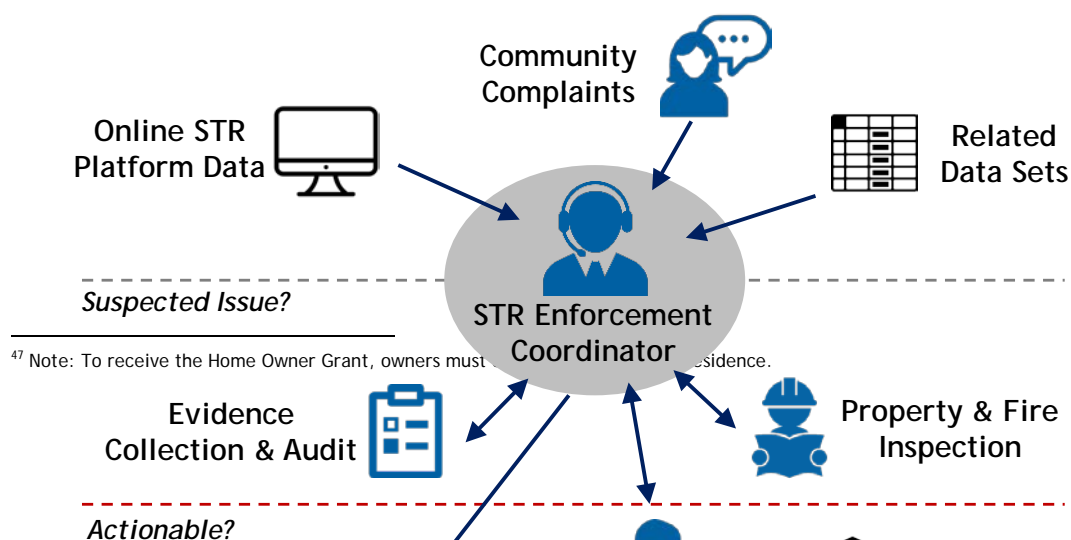 Community
Complaints
Online STR
Platform Data
Related
Data Sets
Suspected Issue?
STR Enforcement
Coordinator
47 Note: To receive the Home Owner Grant, owners must
Evidence
Collection & Audit
Property & Fire
Inspection
Actionable?